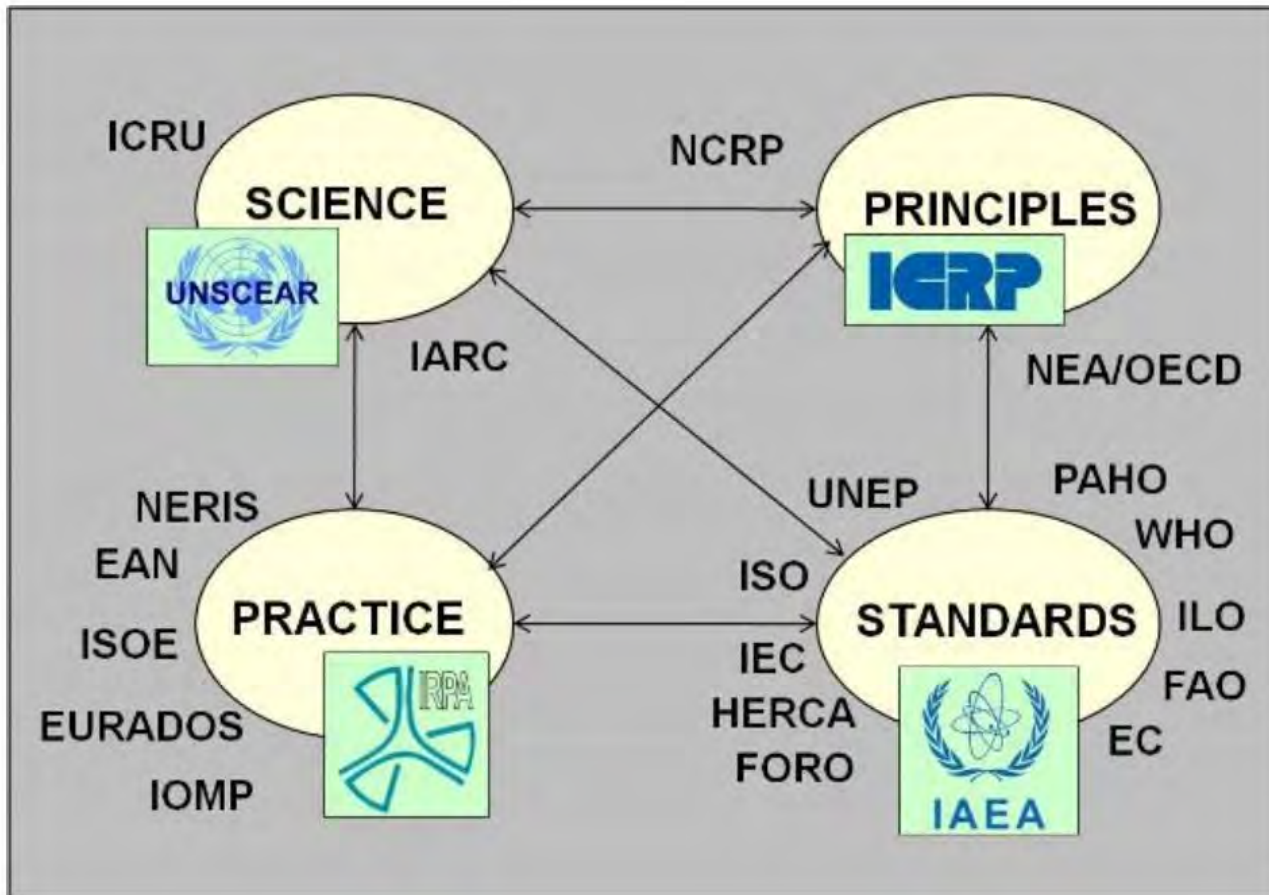 ICRU
NCRP
SCIENCE
PRINCIPLES
UNSCEAR
ICRP
IARC
NEA/OECD
UNEP
PAHO
NERIS
WHO
EAN
ISO
PRACTICE
STANDARDS
ILO
ISOE
IEC
IRPA
FAO
HERCA
EURADOS
EC
FORO
IOMP
IAEA